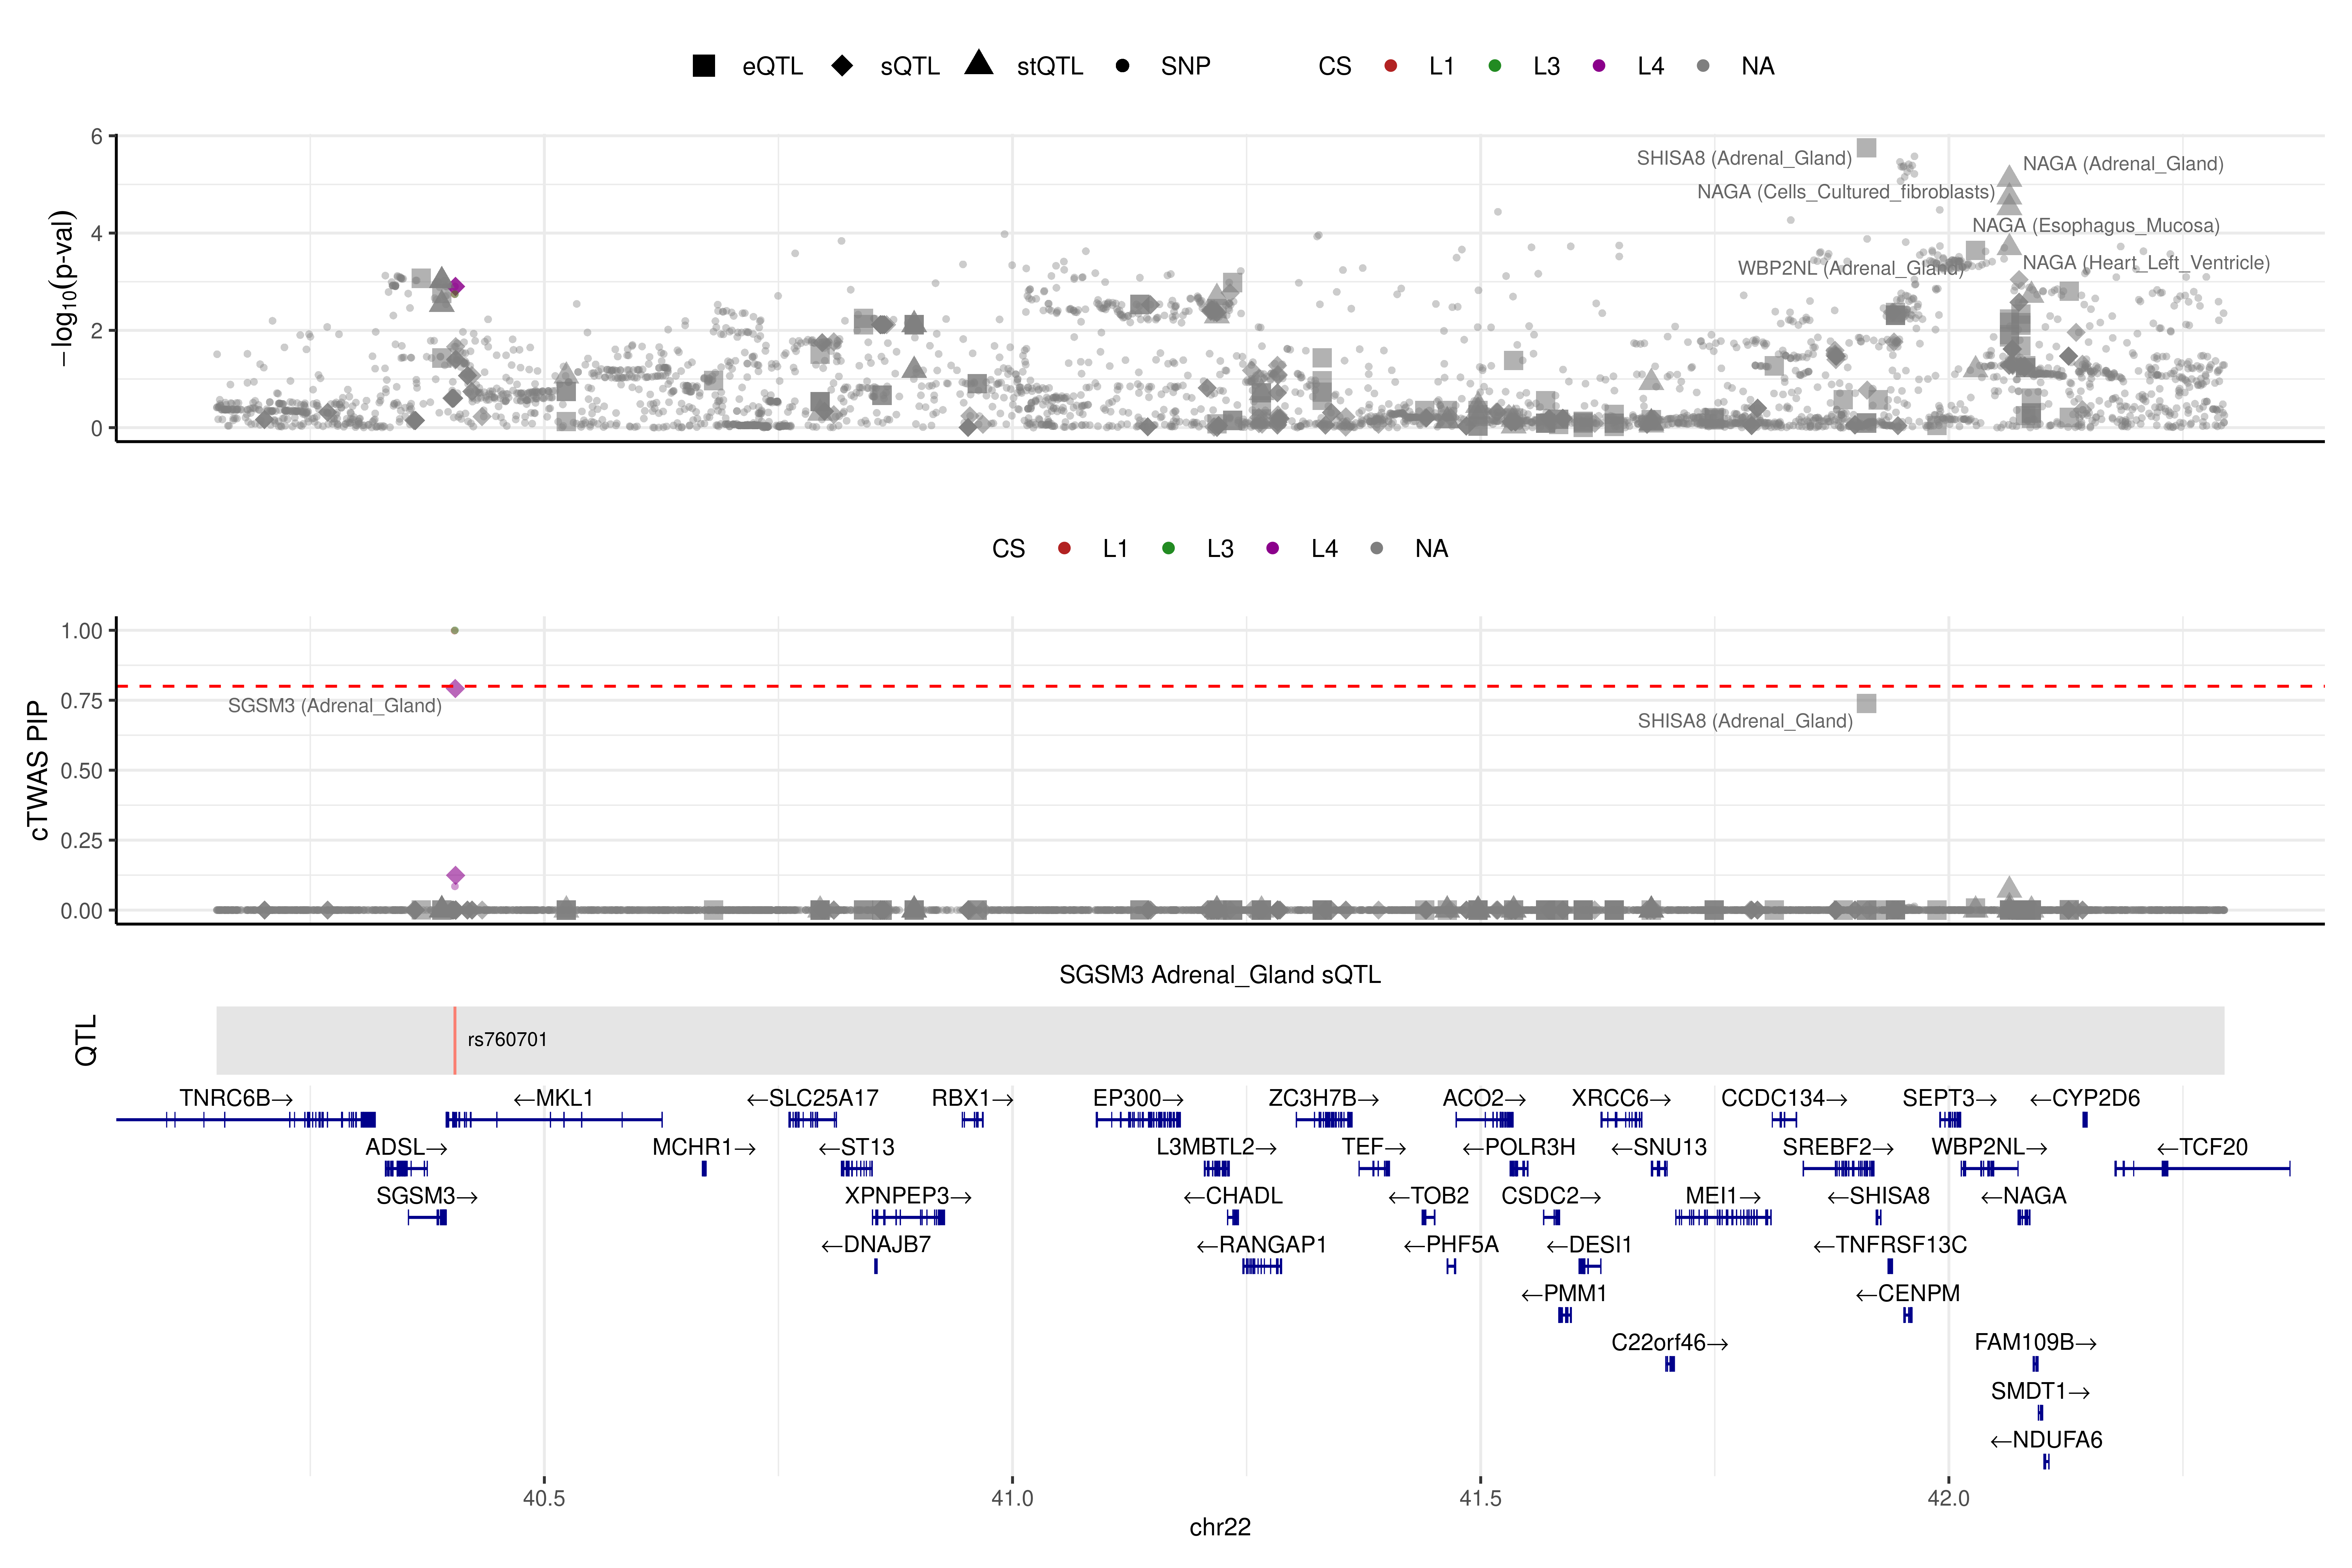 eQTL sQTL stQTL SNP CS L1 L3 L4 NA
−log10(p-val)
6
4
2
0
SHISA8 (Adrenal_Gland)
NAGA (Adrenal_Gland)
NAGA (Cells_Cultured_fibroblasts)
NAGA (Esophagus_Mucosa)
WBP2NL (Adrenal_Gland)
NAGA (Heart_Left_Ventricle)
CS L1 L3 L4 NA
cTWAS PIP
1.00
0.75
0.50
0.25
0.00
SGSM3 (Adrenal_Gland)
SHISA8 (Adrenal_Gland)
SGSM3 Adrenal_Gland sQTL
QTL
rs760701
TNRC6B→ ←MKL1 ←SLC25A17 RBX1→ EP300→ ZC3H7B→ ACO2→ XRCC6→ CCDC134→ SEPT3→ ←CYP2D6
ADSL→ MCHR1→ ←ST13 L3MBTL2→ TEF→ ←POLR3H ←SNU13 SREBF2→ WBP2NL→ ←TCF20
SGSM3→ XPNPEP3→ ←CHADL ←TOB2 CSDC2→ MEI1→ ←SHISA8 ←NAGA
←DNAJB7 ←RANGAP1 ←PHF5A ←DESI1 ←TNFRSF13C
←PMM1 ←CENPM
C22orf46→ FAM109B→
SMDT1→
←NDUFA6
40.5 41.0 41.5 42.0
chr22